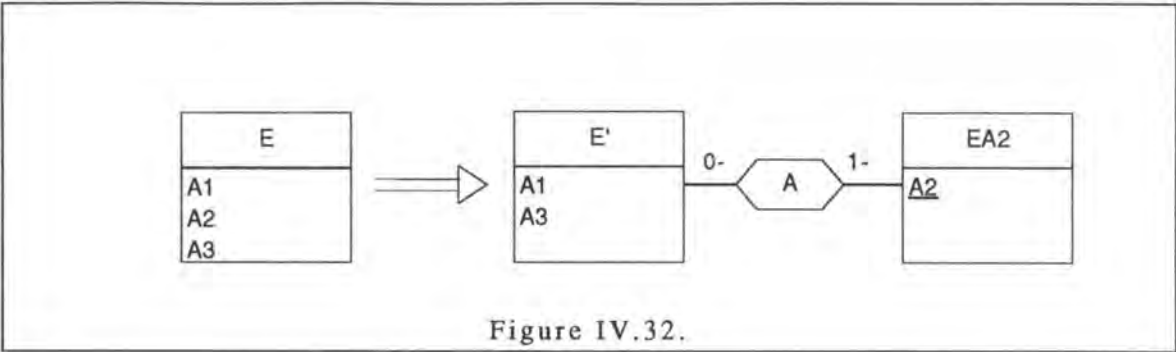 E
A1
A2
A3
E'
A1
A3
0-
A
1-
EA2
A2
Figure IV.32.